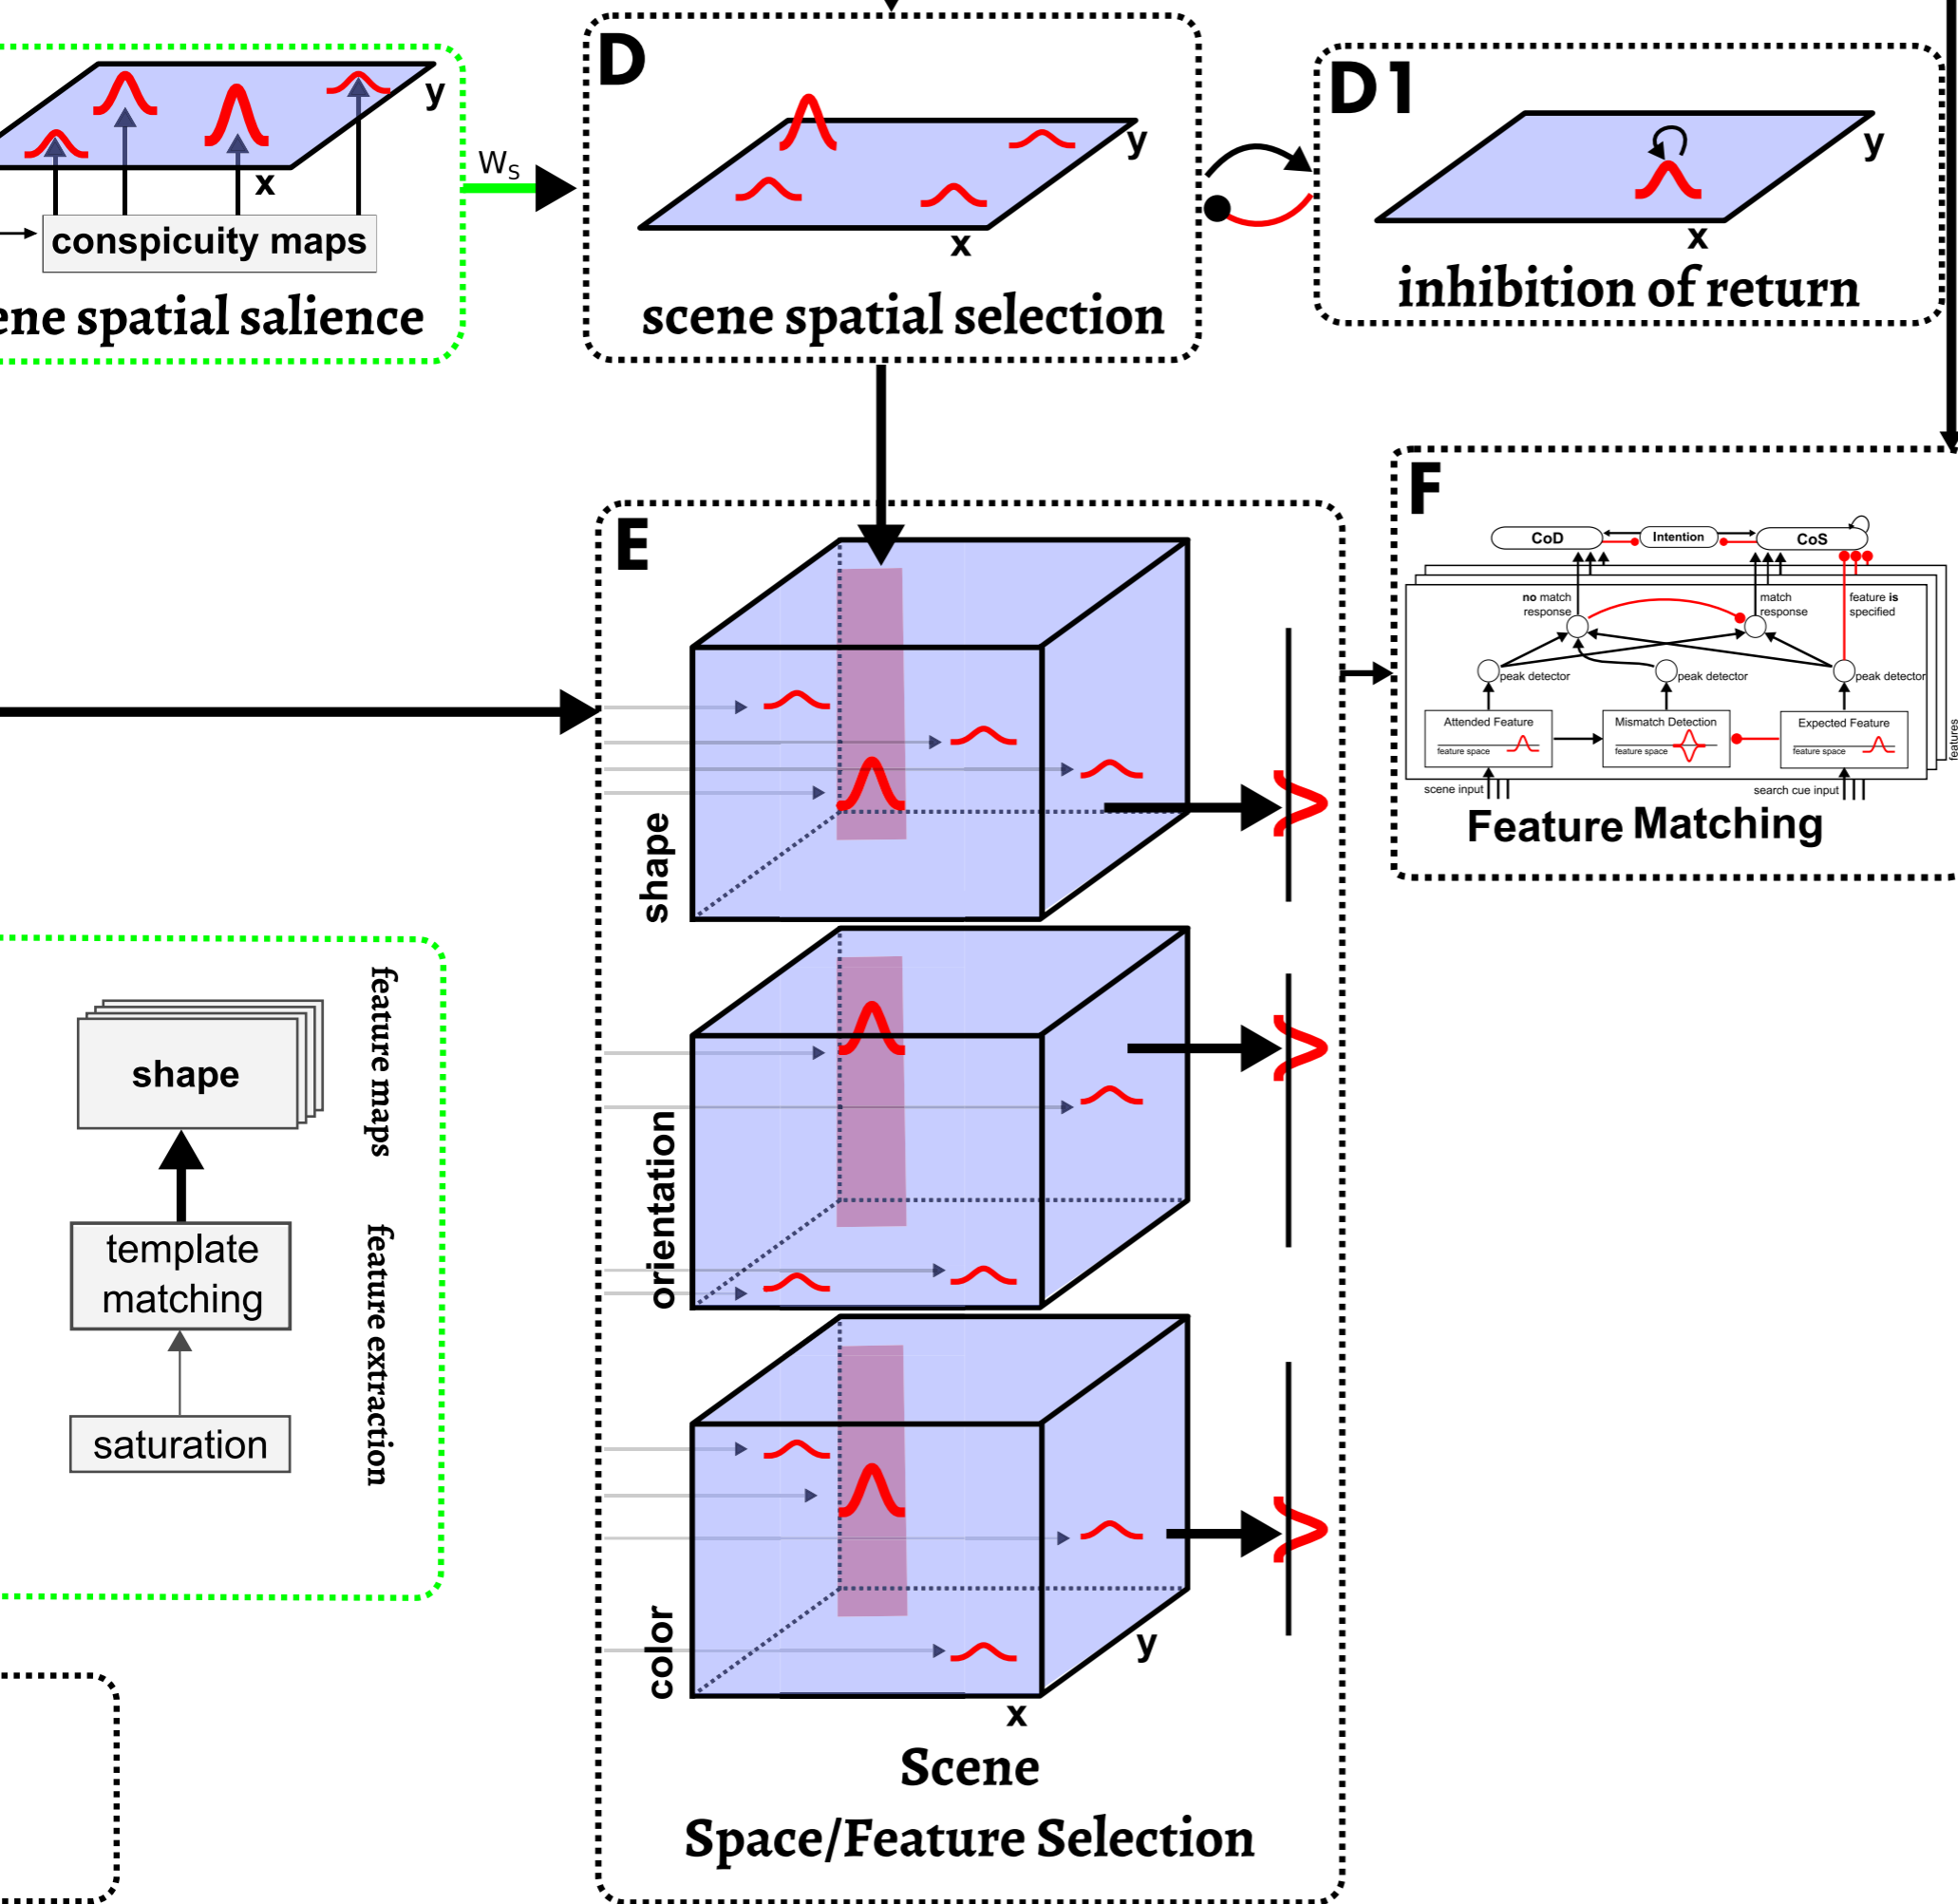 y
x
conspicuity maps
ene spatial salience
W_S
D
y
x
scene spatial selection
D1
y
x
inhibition of return
E
shape
orientation
color
y
x
Scene
Space/Feature Selection
F
CoD
Intention
CoS
no match
response
match
response
feature is
specified
peak detector
peak detector
peak detector
Attended Feature
feature space
Mismatch Detection
feature space
Expected Feature
feature space
features
scene input
search cue input
Feature Matching
feature maps
shape
feature extraction
template
matching
saturation